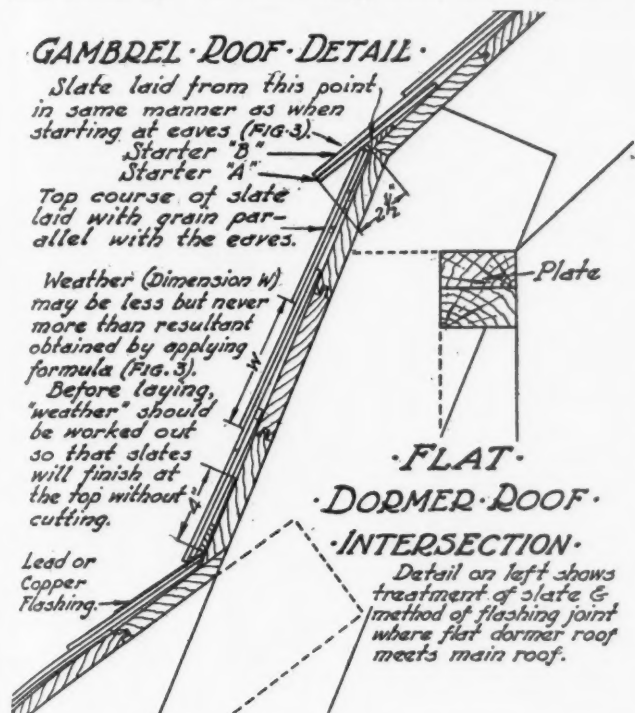 GAMBREL·ROOF·DETAIL·
Slate laid from this point
in same manner as when
starting at eaves (FIG·3).
Starter "B"
Starter "A"
Top course of slate
laid with grain par-
allel with the eaves.
2½"
Plate
Weather (Dimension W)
may be less but never
more than resultant
obtained by applying
formula (FIG. 3).
Before laying,
"weather" should
be worked out
so that slates
will finish at
the top without
cutting.
W
4"
Lead or
Copper
Flashing.
·FLAT·
·DORMER·ROOF·
·INTERSECTION·
Detail on left shows
treatment of slate &
method of flashing joint
where flat dormer roof
meets main roof.